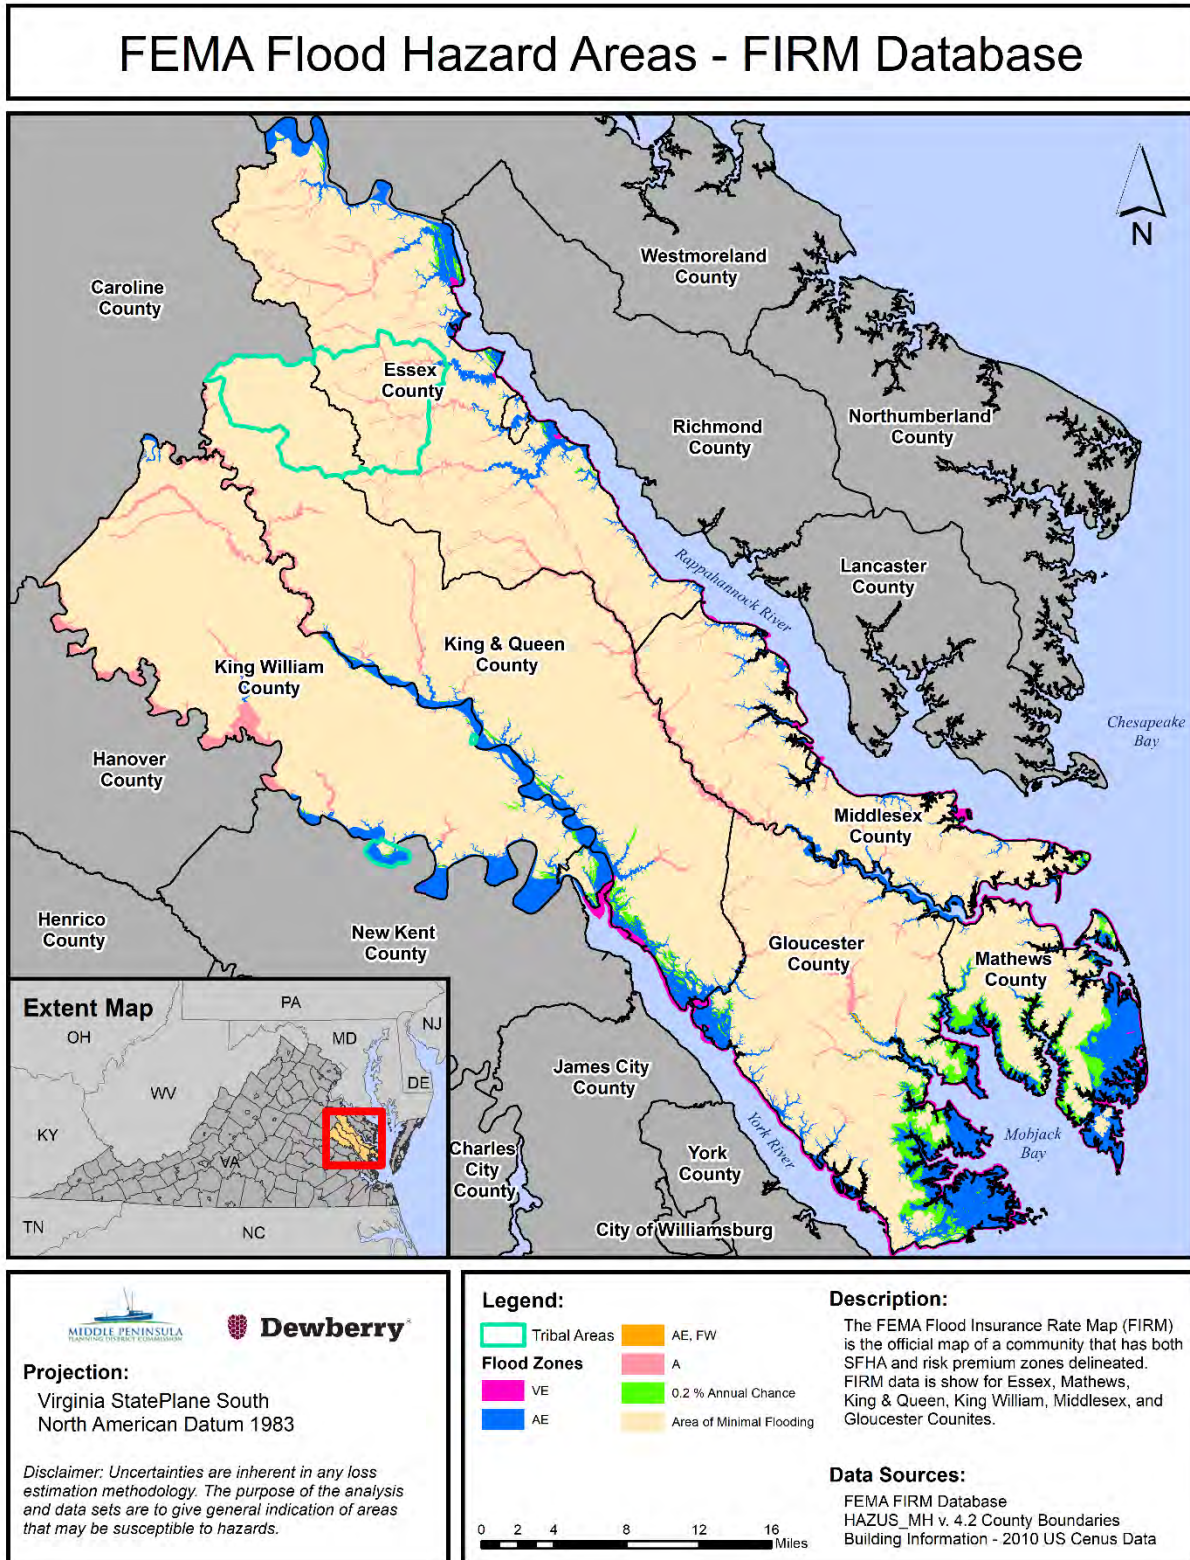 FEMA Flood Hazard Areas - FIRM Database
N
Westmoreland
County
Caroline
County
Essex
County
Richmond
County
Northumberland
County
Rappahannock River
Lancaster
County
King & Queen
County
King William
County
Chesapeake
Bay
Hanover
County
Middlesex
County
Henrico
County
New Kent
County
Gloucester
County
Mathews
County
James City
County
York River
Mobjack
Bay
Charles
City
County
York
County
City of Williamsburg
Extent Map
PA
OH
MD
NJ
WV
DE
KY
VA
TN
NC
MIDDLE PENINSULA
PLANNING DISTRICT COMMISSION
Dewberry
Projection:
Virginia StatePlane South
North American Datum 1983
Disclaimer: Uncertainties are inherent in any loss
estimation methodology. The purpose of the analysis
and data sets are to give general indication of areas
that may be susceptible to hazards.
Legend:
Tribal Areas
Flood Zones
VE
AE
AE, FW
A
0.2 % Annual Chance
Area of Minimal Flooding
0 2 4 8 12 16
Miles
Description:
The FEMA Flood Insurance Rate Map (FIRM)
is the official map of a community that has both
SFHA and risk premium zones delineated.
FIRM data is show for Essex, Mathews,
King & Queen, King William, Middlesex, and
Gloucester Counites.
Data Sources:
FEMA FIRM Database
HAZUS_MH v. 4.2 County Boundaries
Building Information - 2010 US Cenus Data